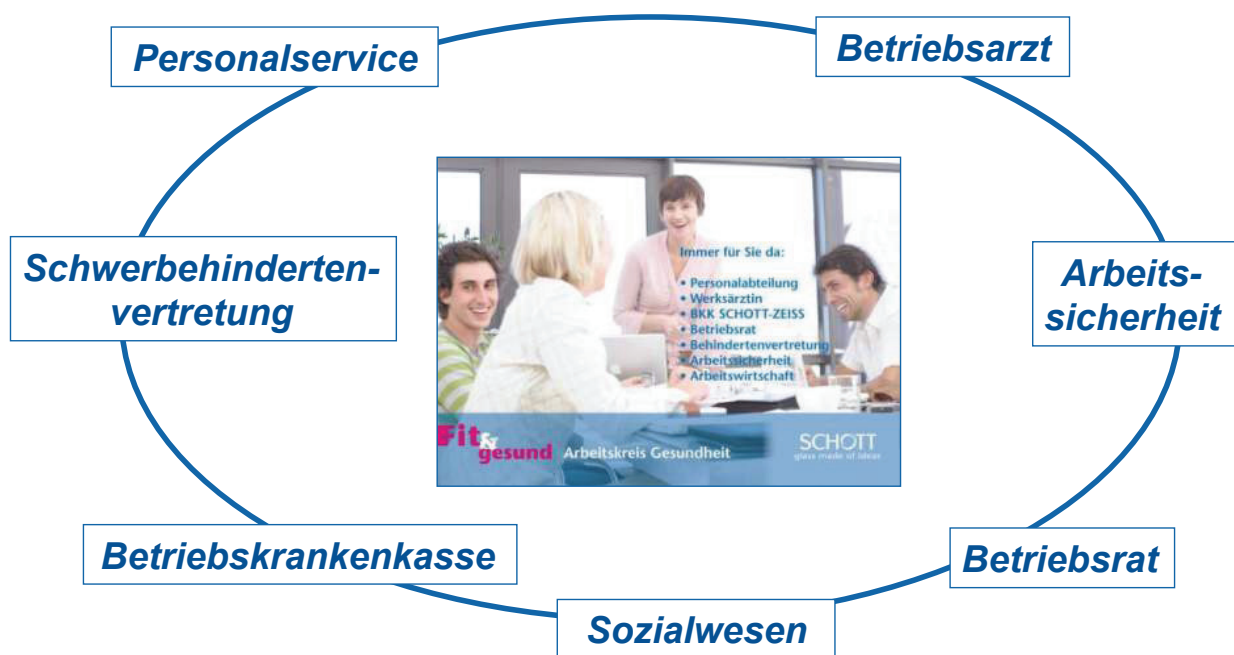 Personalservice
Betriebsarzt
Schwerbehinderten-
vertretung
Arbeits-
sicherheit
Immer für Sie da:
• Personalabteilung
• Werksärztin
• BKK SCHOTT-ZEISS
• Betriebsrat
• Behindertenvertretung
• Arbeitssicherheit
• Arbeitswirtschaft
Fit &
gesund Arbeitskreis Gesundheit
SCHOTT
glass made of ideas
Betriebskrankenkasse
Betriebsrat
Sozialwesen